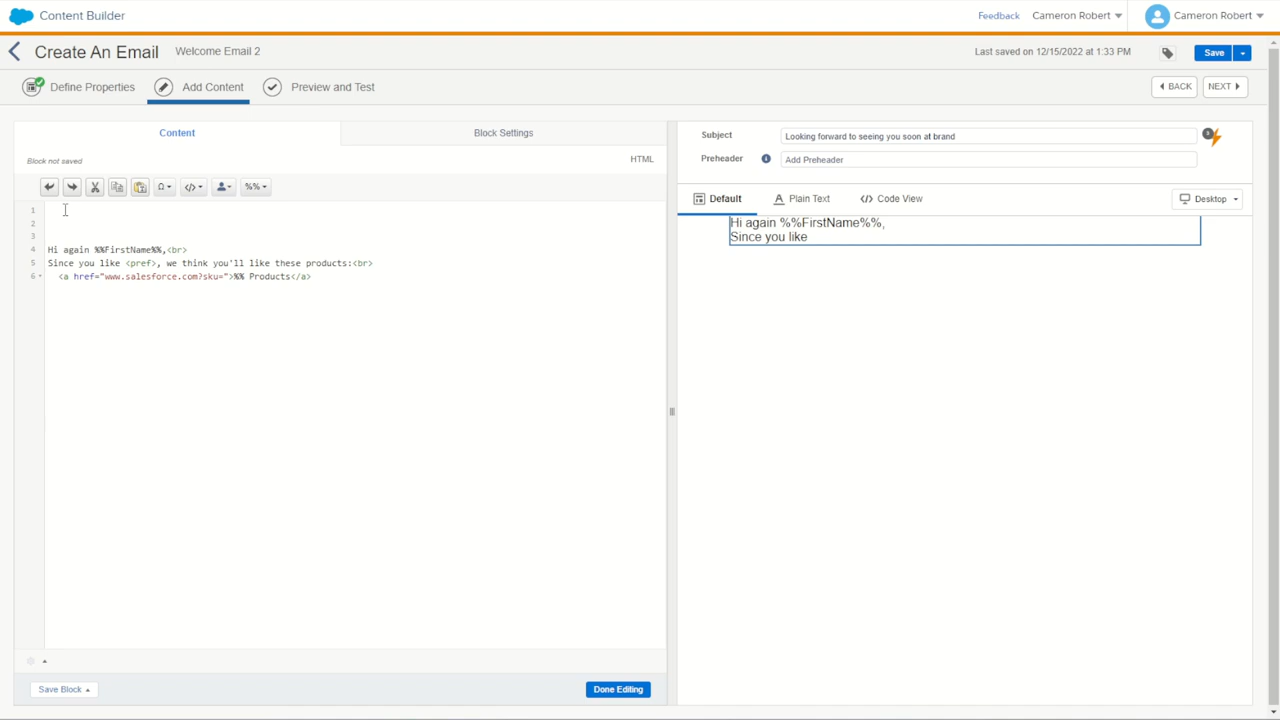 Content Builder
Feedback Cameron Robert Cameron Robert
Create An Email Welcome Email 2 Last saved on 12/15/2022 at 1:33 PM Save
Define Properties Add Content Preview and Test BACK NEXT
Content Block Settings
Subject Looking forward to seeing you soon at brand
Block not saved HTML
Preheader Add Preheader
Ω </> %%
Default Plain Text </> Code View Desktop
1
2
3
4 Hi again %%FirstName%%,<br>
5 Since you like <pref>, we think you'll like these products:<br>
6 <a href="www.salesforce.com?sku=">%% Products</a>
Hi again %%FirstName%%,
Since you like
Save Block Done Editing